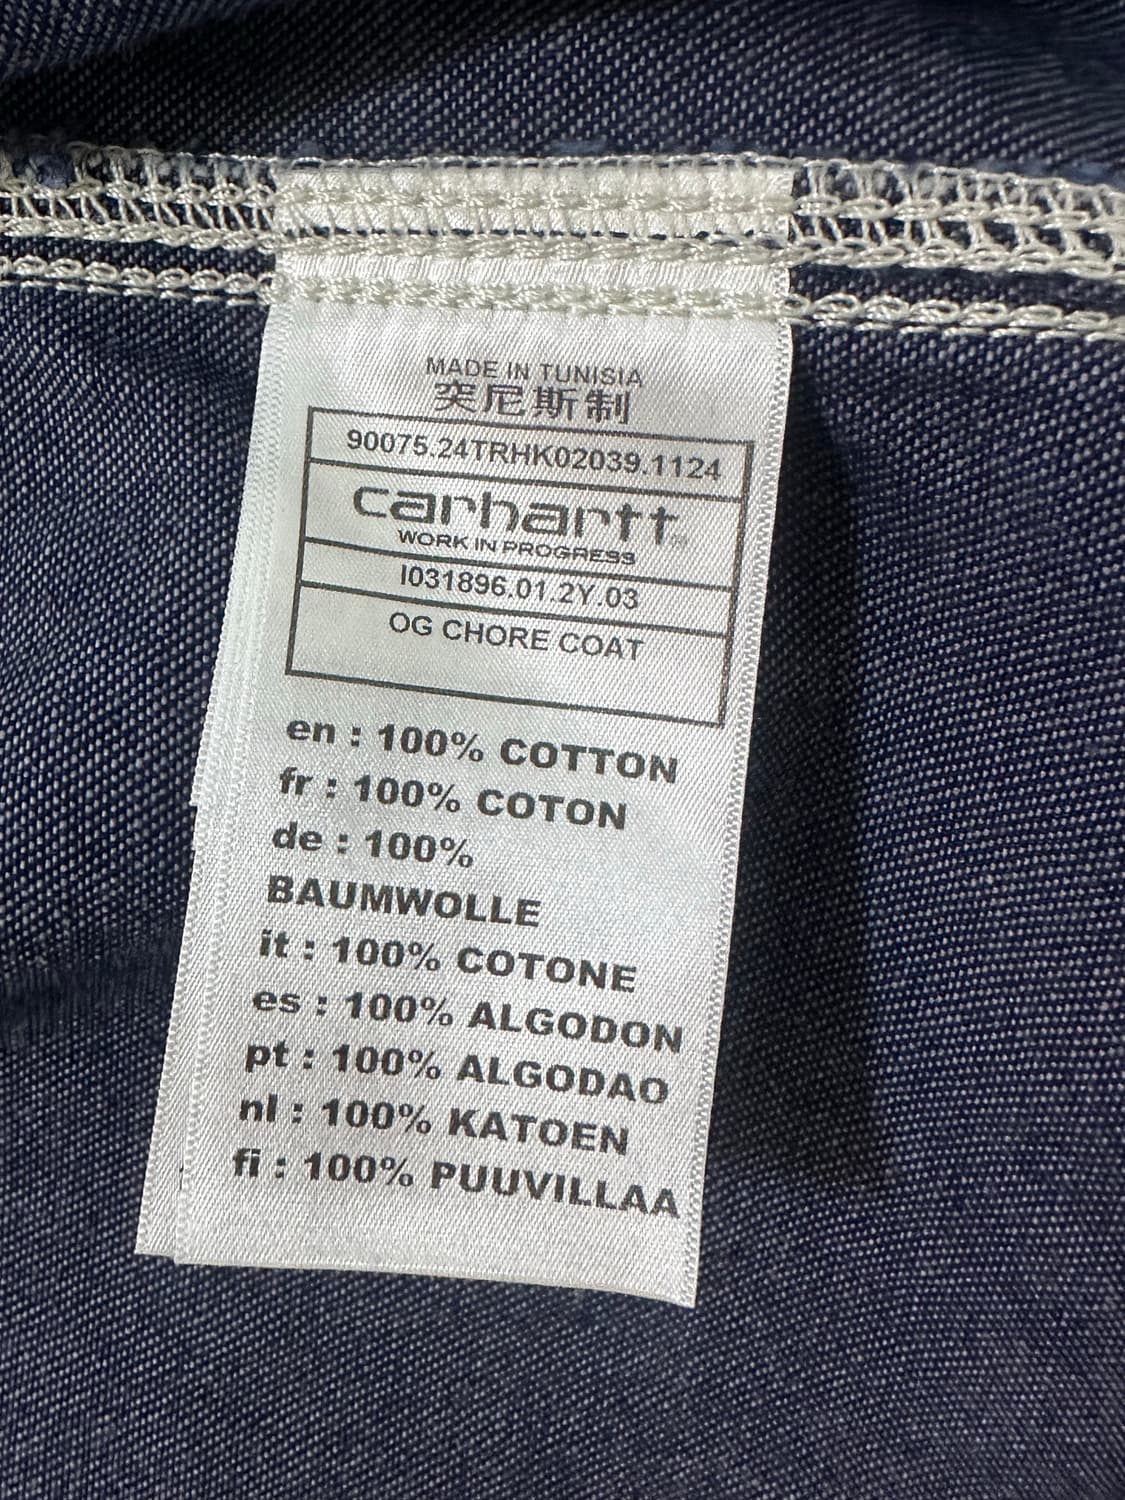 MADE IN TUNISIA
突尼斯制
90075.24TRHK02039.1124
carhartt
WORK IN PROGRESS
I031896.01.2Y.03
OG CHORE COAT
en : 100% COTTON
fr : 100% COTON
de : 100%
BAUMWOLLE
it : 100% COTONE
es : 100% ALGODON
pt : 100% ALGODAO
nl : 100% KATOEN
fi : 100% PUUVILLAA